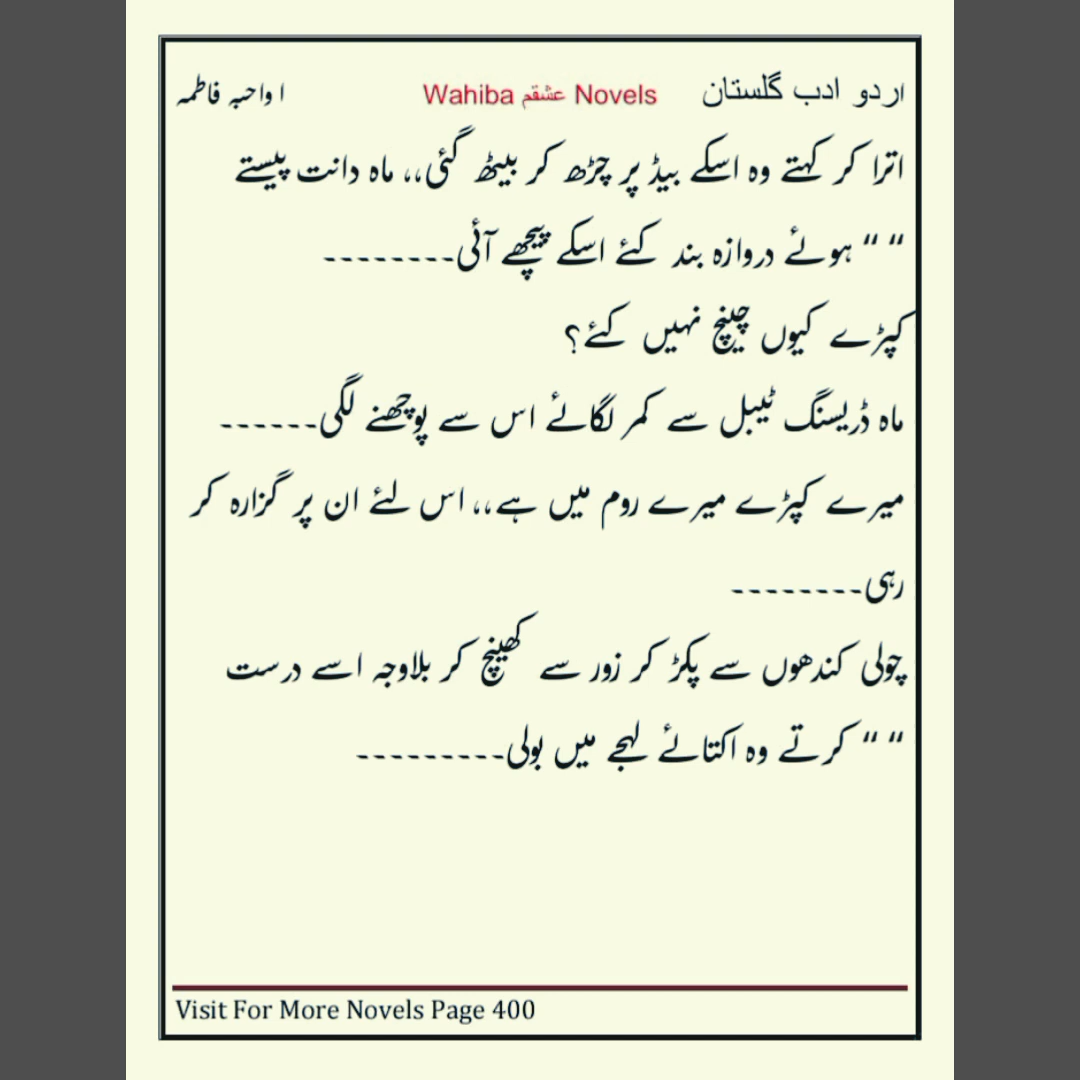 اردو ادب گلستان Wahiba عشقم Novels ا واحبہ فاطمہ
اترا کر کہتے وہ اسکے بیڈ پر چڑھ کر بیٹھ گئی،، ماہ دانت پیستے
“ “ ہوئے دروازہ بند کئے اسکے پیچھے آئی--------
کپڑے کیوں چینج نہیں کئے؟
ماہ ڈریسنگ ٹیبل سے کمر لگائے اس سے پوچھنے لگی------
میرے کپڑے میرے روم میں ہے،، اس لئے ان پر گزارہ کر
رہی--------
چولی کندھوں سے پکڑ کر زور سے کھینچ کر بلاوجہ اسے درست
“ “ کرتے وہ اکتائے لہجے میں بولی---------
Visit For More Novels Page 400